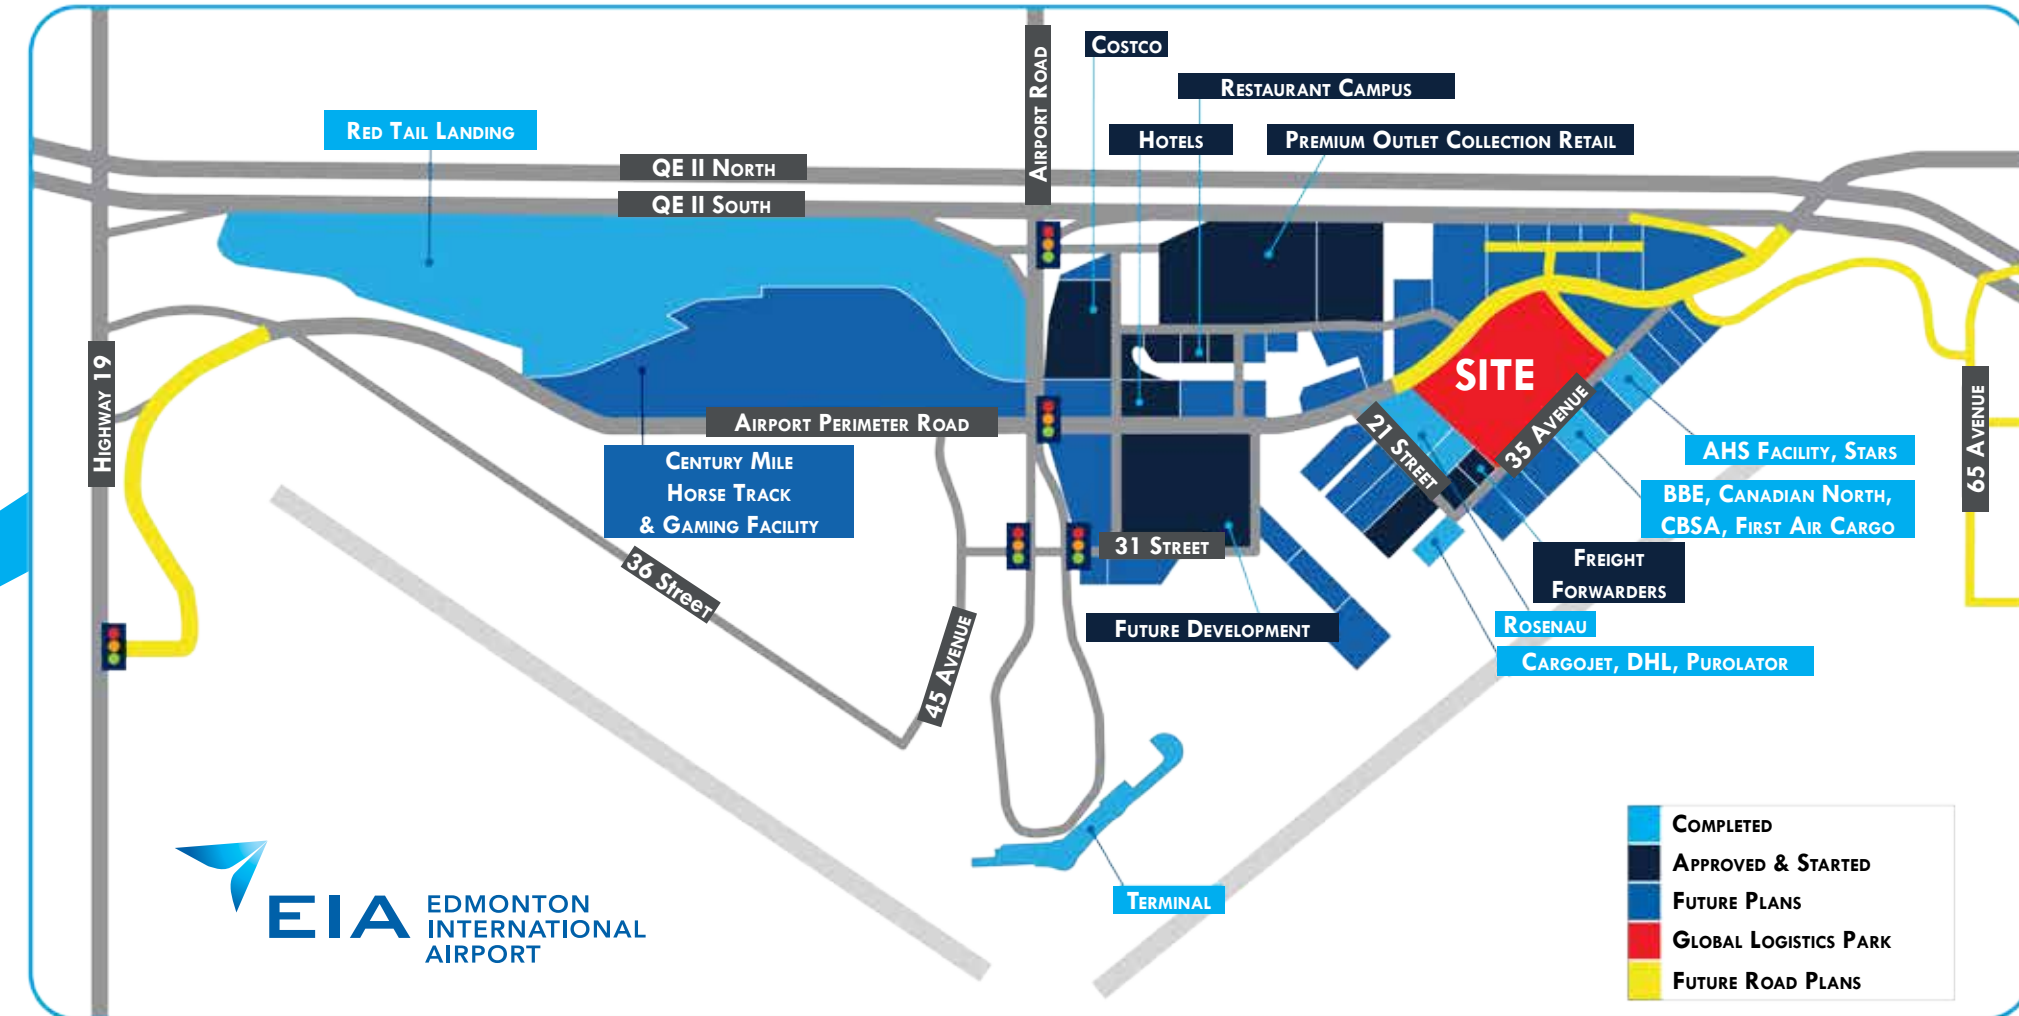 Costco
Airport Road
Restaurant Campus
Red Tail Landing
Hotels
Premium Outlet Collection Retail
QE II North
QE II South
Highway 19
SITE
Airport Perimeter Road
21 Street
35 Avenue
65 Avenue
AHS Facility, Stars
Century Mile
Horse Track
& Gaming Facility
BBE, Canadian North,
CBSA, First Air Cargo
31 Street
36 Street
Freight
Forwarders
45 Avenue
Future Development
Rosenau
Cargojet, DHL, Purolator
Terminal
EIA
EDMONTON
INTERNATIONAL
AIRPORT
Completed
Approved & Started
Future Plans
Global Logistics Park
Future Road Plans